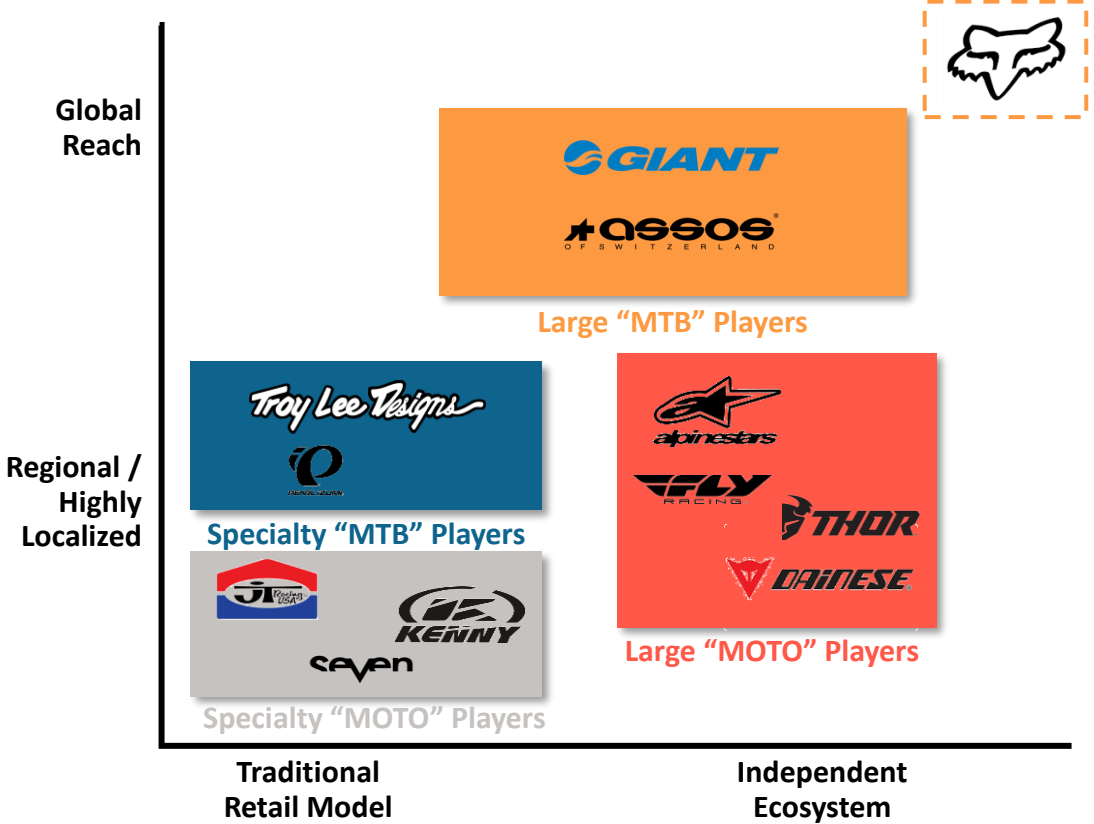 Global
Reach
GIANT
assos
®
OF SWITZERLAND
Large “MTB” Players
Troy Lee Designs
PEARL iZUMi
alpinestars
FLY
RACING
THOR
DAINESE
Regional /
Highly
Localized
Specialty “MTB” Players
JT Racing
USA
KENNY
seven
Large “MOTO” Players
Specialty “MOTO” Players
Traditional
Retail Model
Independent
Ecosystem